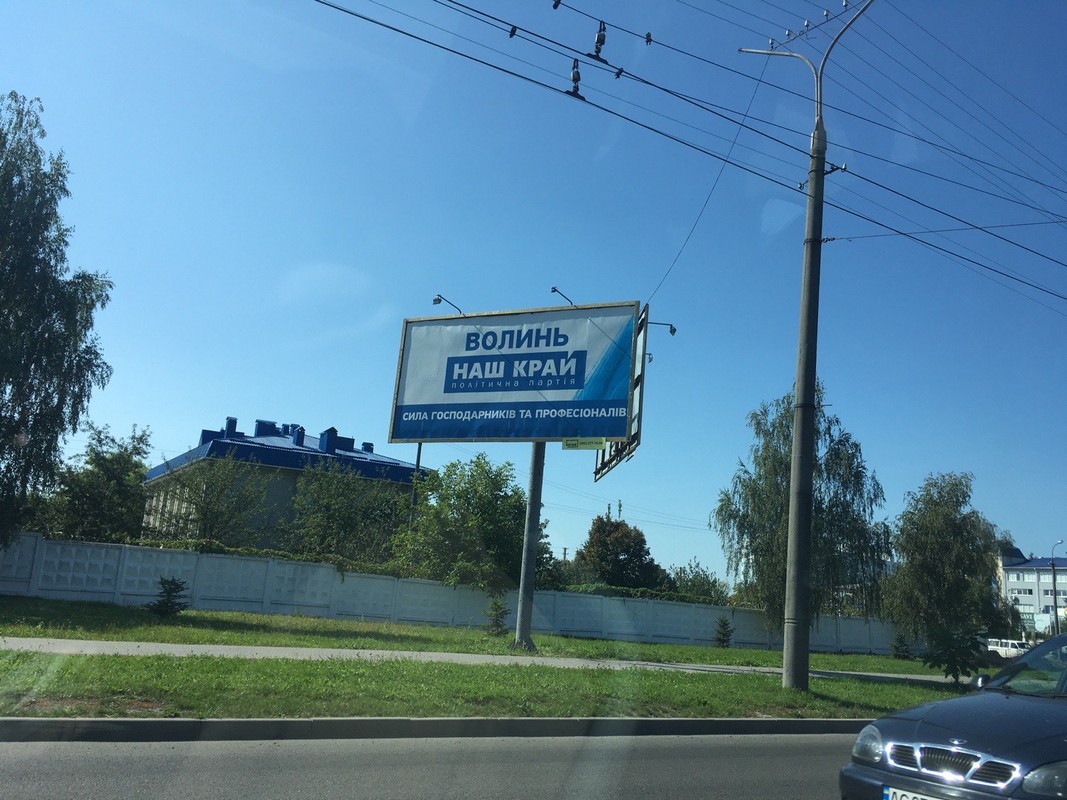 ВОЛИНЬ
НАШ КРАЙ
політична партія
СИЛА ГОСПОДАРНИКІВ ТА ПРОФЕСІОНАЛІВ